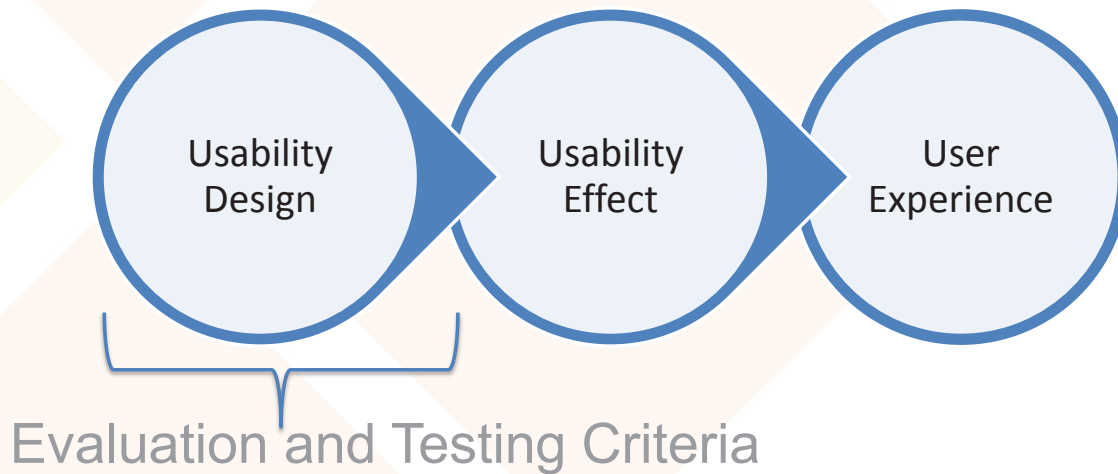 Usability
Design
Usability
Effect
User
Experience
Evaluation and Testing Criteria